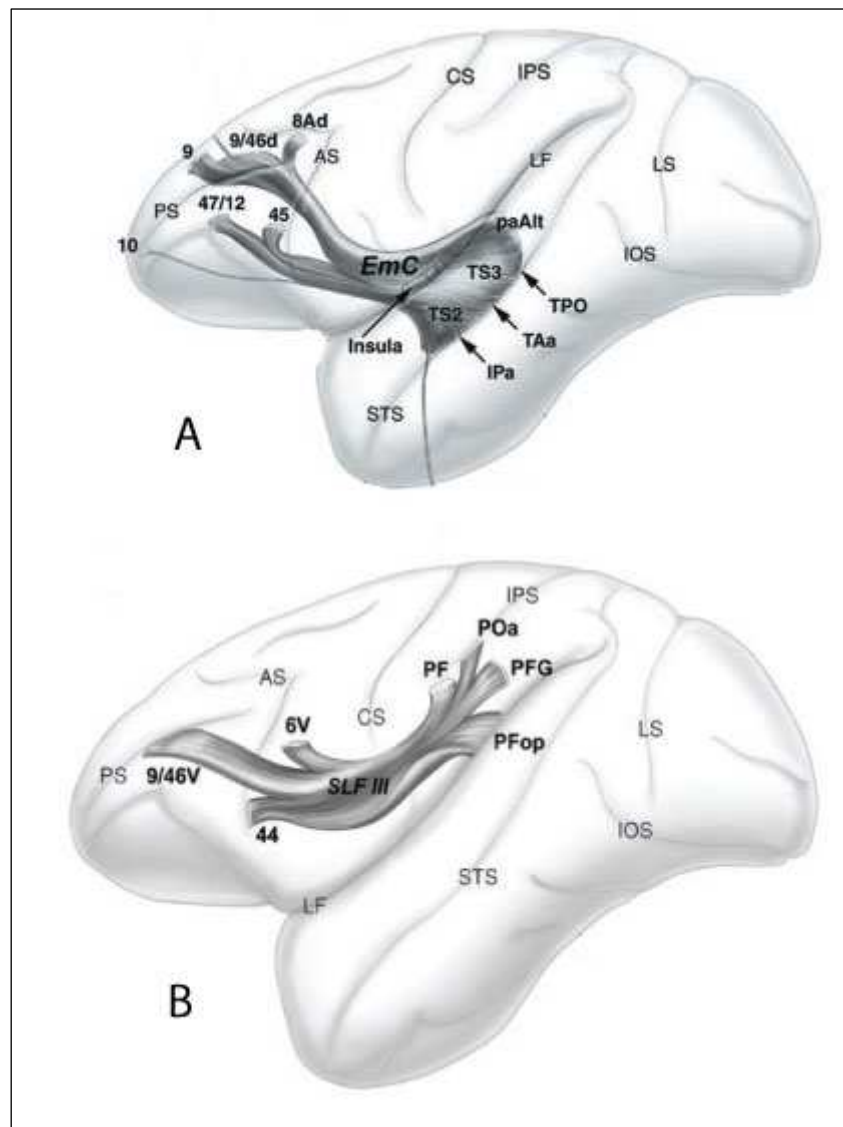 CS IPS
8Ad
9/46d
9 AS
LF
LS
PS 47/12
45
paAlt
10
EmC
IOS
TS3
TPO
TS2
Insula TAa
IPa
STS
A
IPS
POa
AS PF PFG
6V CS
LS
PFop
PS 9/46V SLF III
44 IOS
STS
LF
B